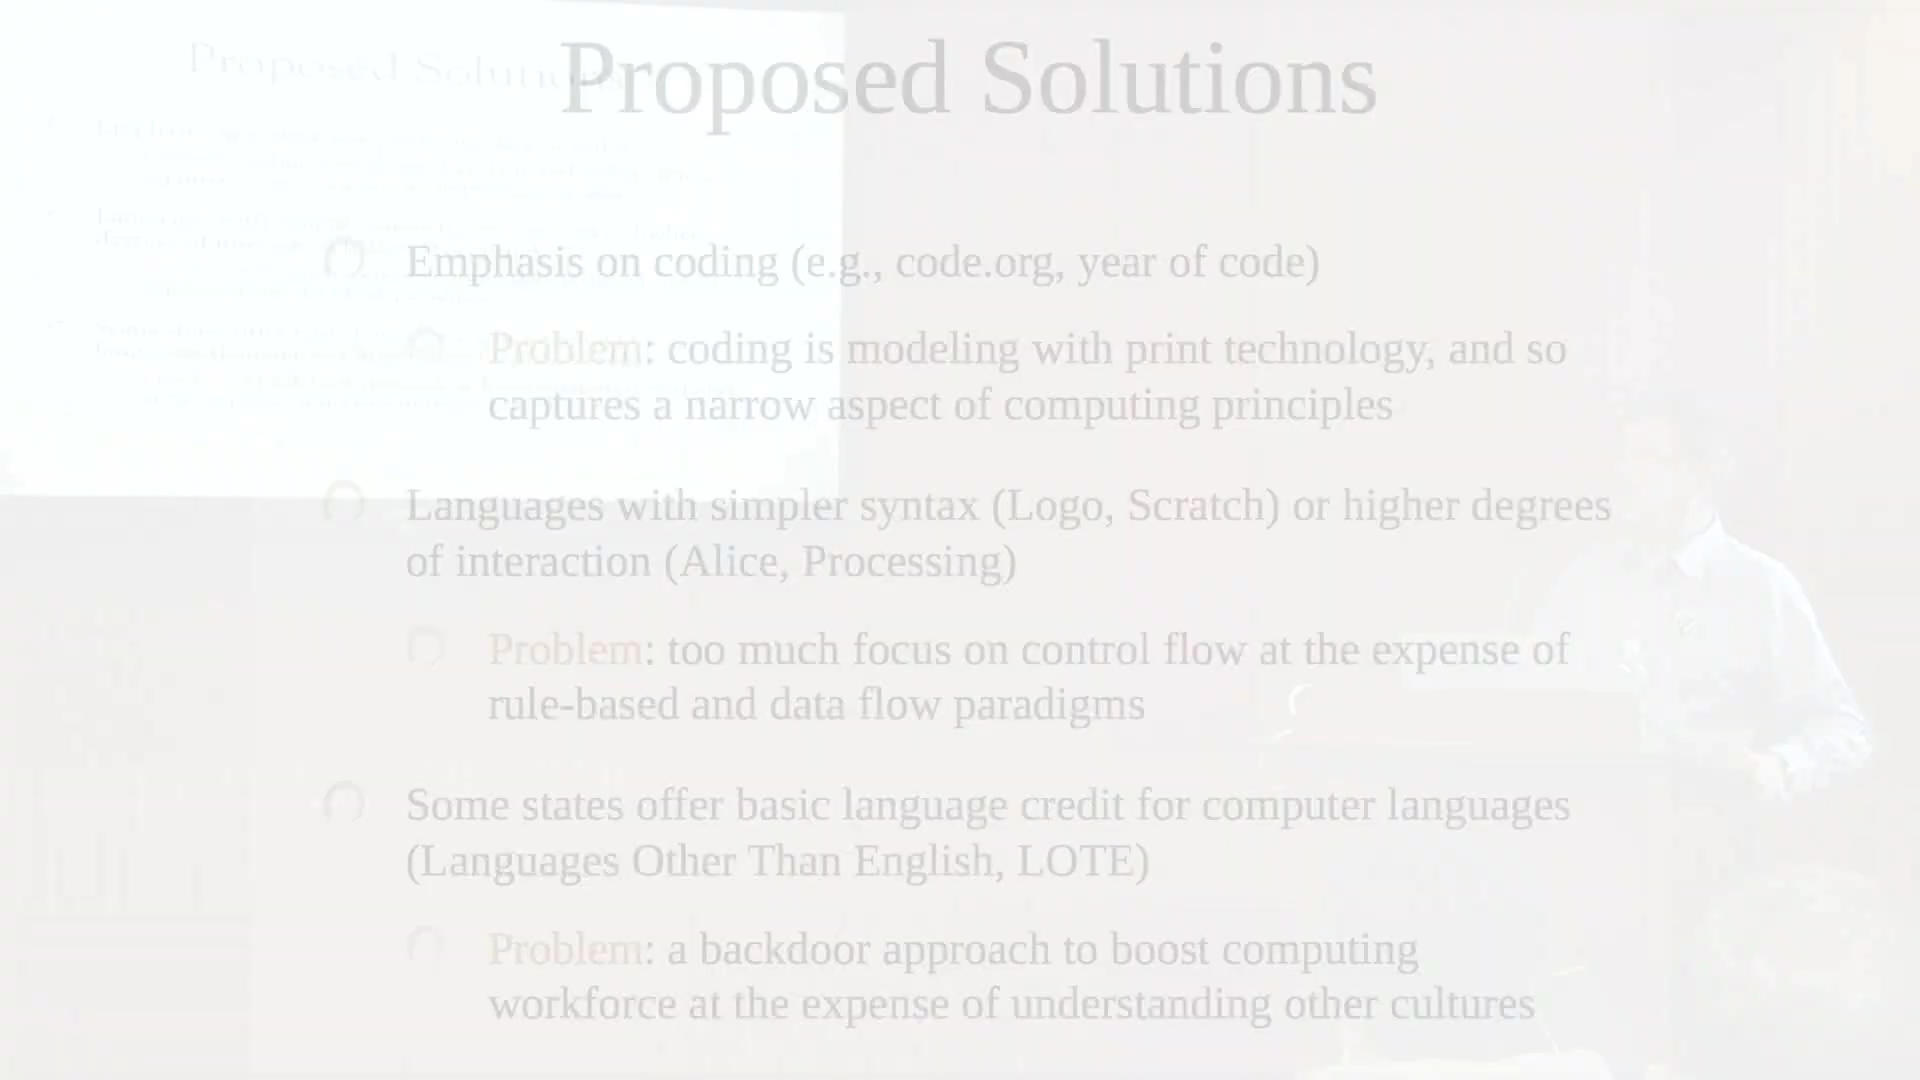 Proposed Solutions
Emphasis on coding (e.g., code.org, year of code)
Problem: coding is modeling with print technology, and so
captures a narrow aspect of computing principles
Languages with simpler syntax (Logo, Scratch) or higher degrees
of interaction (Alice, Processing)
Problem: too much focus on control flow at the expense of
rule-based and data flow paradigms
Some states offer basic language credit for computer languages
(Languages Other Than English, LOTE)
Problem: a backdoor approach to boost computing
workforce at the expense of understanding other cultures
Proposed Solutions